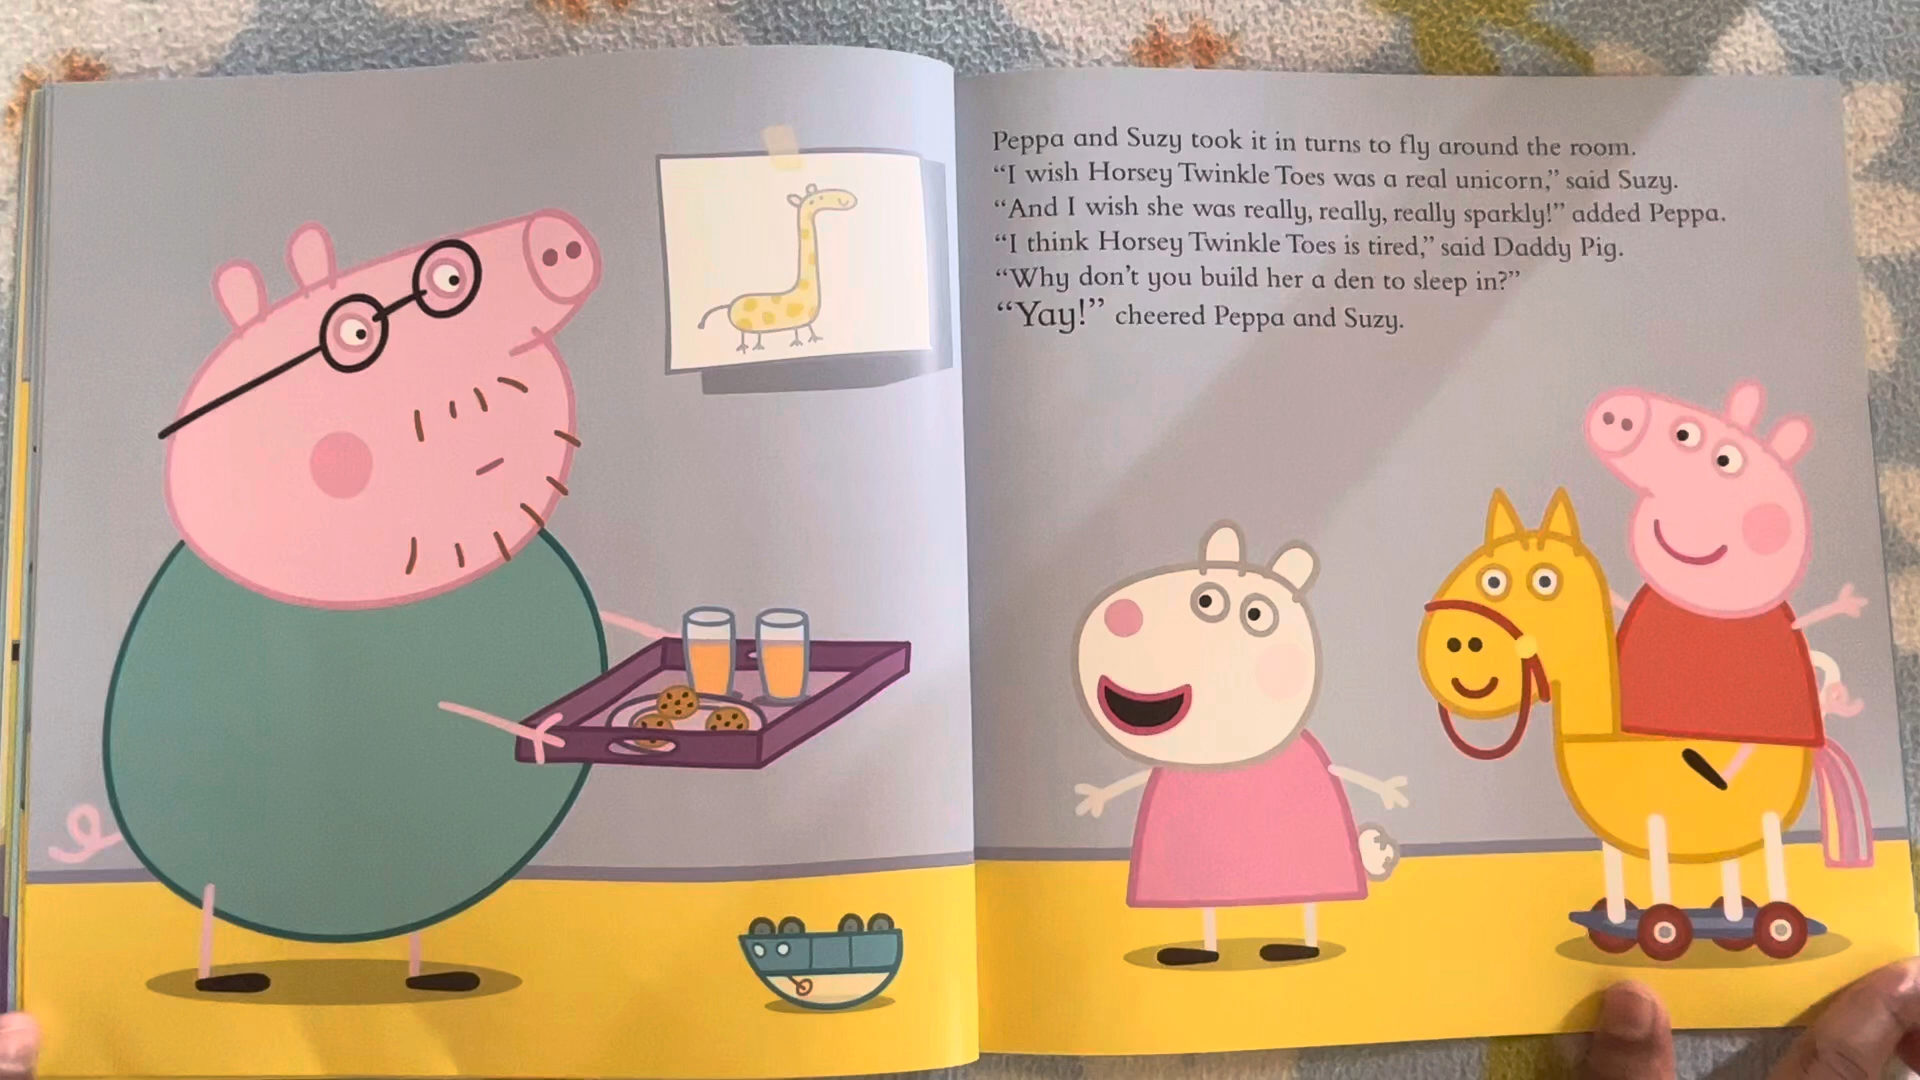 Peppa and Suzy took it in turns to fly around the room.
“I wish Horsey Twinkle Toes was a real unicorn,” said Suzy.
“And I wish she was really, really, really sparkly!” added Peppa.
“I think Horsey Twinkle Toes is tired,” said Daddy Pig.
“Why don’t you build her a den to sleep in?”
“Yay!” cheered Peppa and Suzy.